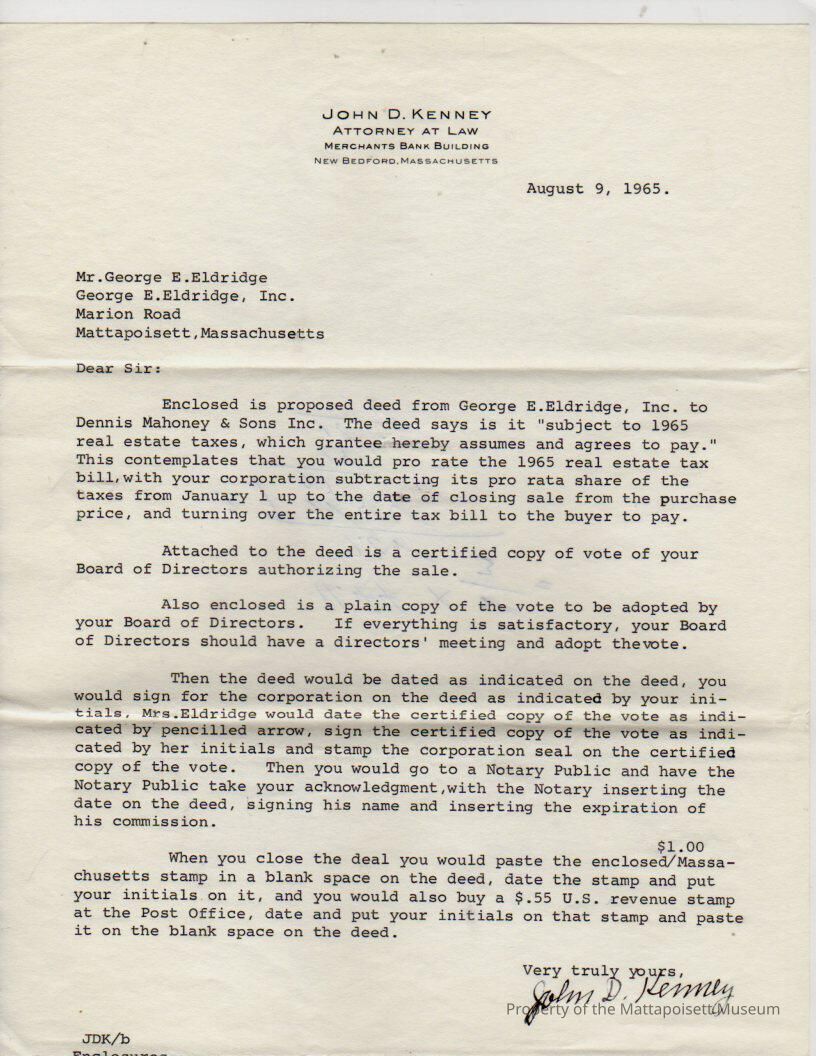 JOHN D. KENNEY
ATTORNEY AT LAW
MERCHANTS BANK BUILDING
NEW BEDFORD, MASSACHUSETTS
August 9, 1965.
Mr.George E.Eldridge
George E.Eldridge, Inc.
Marion Road
Mattapoisett,Massachusetts
Dear Sir:
Enclosed is proposed deed from George E.Eldridge, Inc. to
Dennis Mahoney & Sons Inc. The deed says is it "subject to 1965
real estate taxes, which grantee hereby assumes and agrees to pay."
This contemplates that you would pro rate the 1965 real estate tax
bill,with your corporation subtracting its pro rata share of the
taxes from January 1 up to the date of closing sale from the purchase
price, and turning over the entire tax bill to the buyer to pay.
Attached to the deed is a certified copy of vote of your
Board of Directors authorizing the sale.
Also enclosed is a plain copy of the vote to be adopted by
your Board of Directors. If everything is satisfactory, your Board
of Directors should have a directors' meeting and adopt thevote.
Then the deed would be dated as indicated on the deed, you
would sign for the corporation on the deed as indicated by your ini-
tials, Mrs.Eldridge would date the certified copy of the vote as indi-
cated by pencilled arrow, sign the certified copy of the vote as indi-
cated by her initials and stamp the corporation seal on the certified
copy of the vote. Then you would go to a Notary Public and have the
Notary Public take your acknowledgment,with the Notary inserting the
date on the deed, signing his name and inserting the expiration of
his commission.
$1.00
When you close the deal you would paste the enclosed/Massa-
chusetts stamp in a blank space on the deed, date the stamp and put
your initials on it, and you would also buy a $.55 U.S. revenue stamp
at the Post Office, date and put your initials on that stamp and paste
it on the blank space on the deed.
Very truly yours,
John D. Kenney
Property of the Mattapoisett Museum
JDK/b
Enclosures